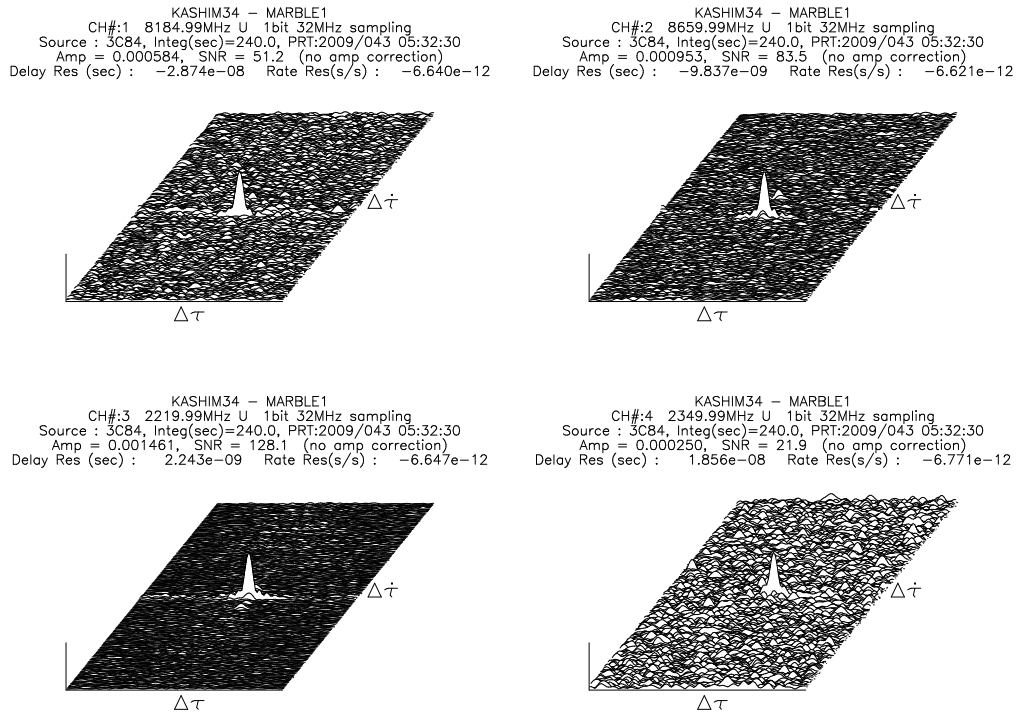 KASHIM34 - MARBLE1
CH#:1 8184.99MHz U 1bit 32MHz sampling
Source : 3C84, Integ(sec)=240.0, PRT:2009/043 05:32:30
Amp = 0.000584, SNR = 51.2 (no amp correction)
Delay Res (sec) : -2.874e-08 Rate Res(s/s) : -6.640e-12
Δτ̇
Δτ
KASHIM34 - MARBLE1
CH#:2 8659.99MHz U 1bit 32MHz sampling
Source : 3C84, Integ(sec)=240.0, PRT:2009/043 05:32:30
Amp = 0.000953, SNR = 83.5 (no amp correction)
Delay Res (sec) : -9.837e-09 Rate Res(s/s) : -6.621e-12
Δτ̇
Δτ
KASHIM34 - MARBLE1
CH#:3 2219.99MHz U 1bit 32MHz sampling
Source : 3C84, Integ(sec)=240.0, PRT:2009/043 05:32:30
Amp = 0.001461, SNR = 128.1 (no amp correction)
Delay Res (sec) : 2.243e-09 Rate Res(s/s) : -6.647e-12
Δτ̇
Δτ
KASHIM34 - MARBLE1
CH#:4 2349.99MHz U 1bit 32MHz sampling
Source : 3C84, Integ(sec)=240.0, PRT:2009/043 05:32:30
Amp = 0.000250, SNR = 21.9 (no amp correction)
Delay Res (sec) : 1.856e-08 Rate Res(s/s) : -6.771e-12
Δτ̇
Δτ